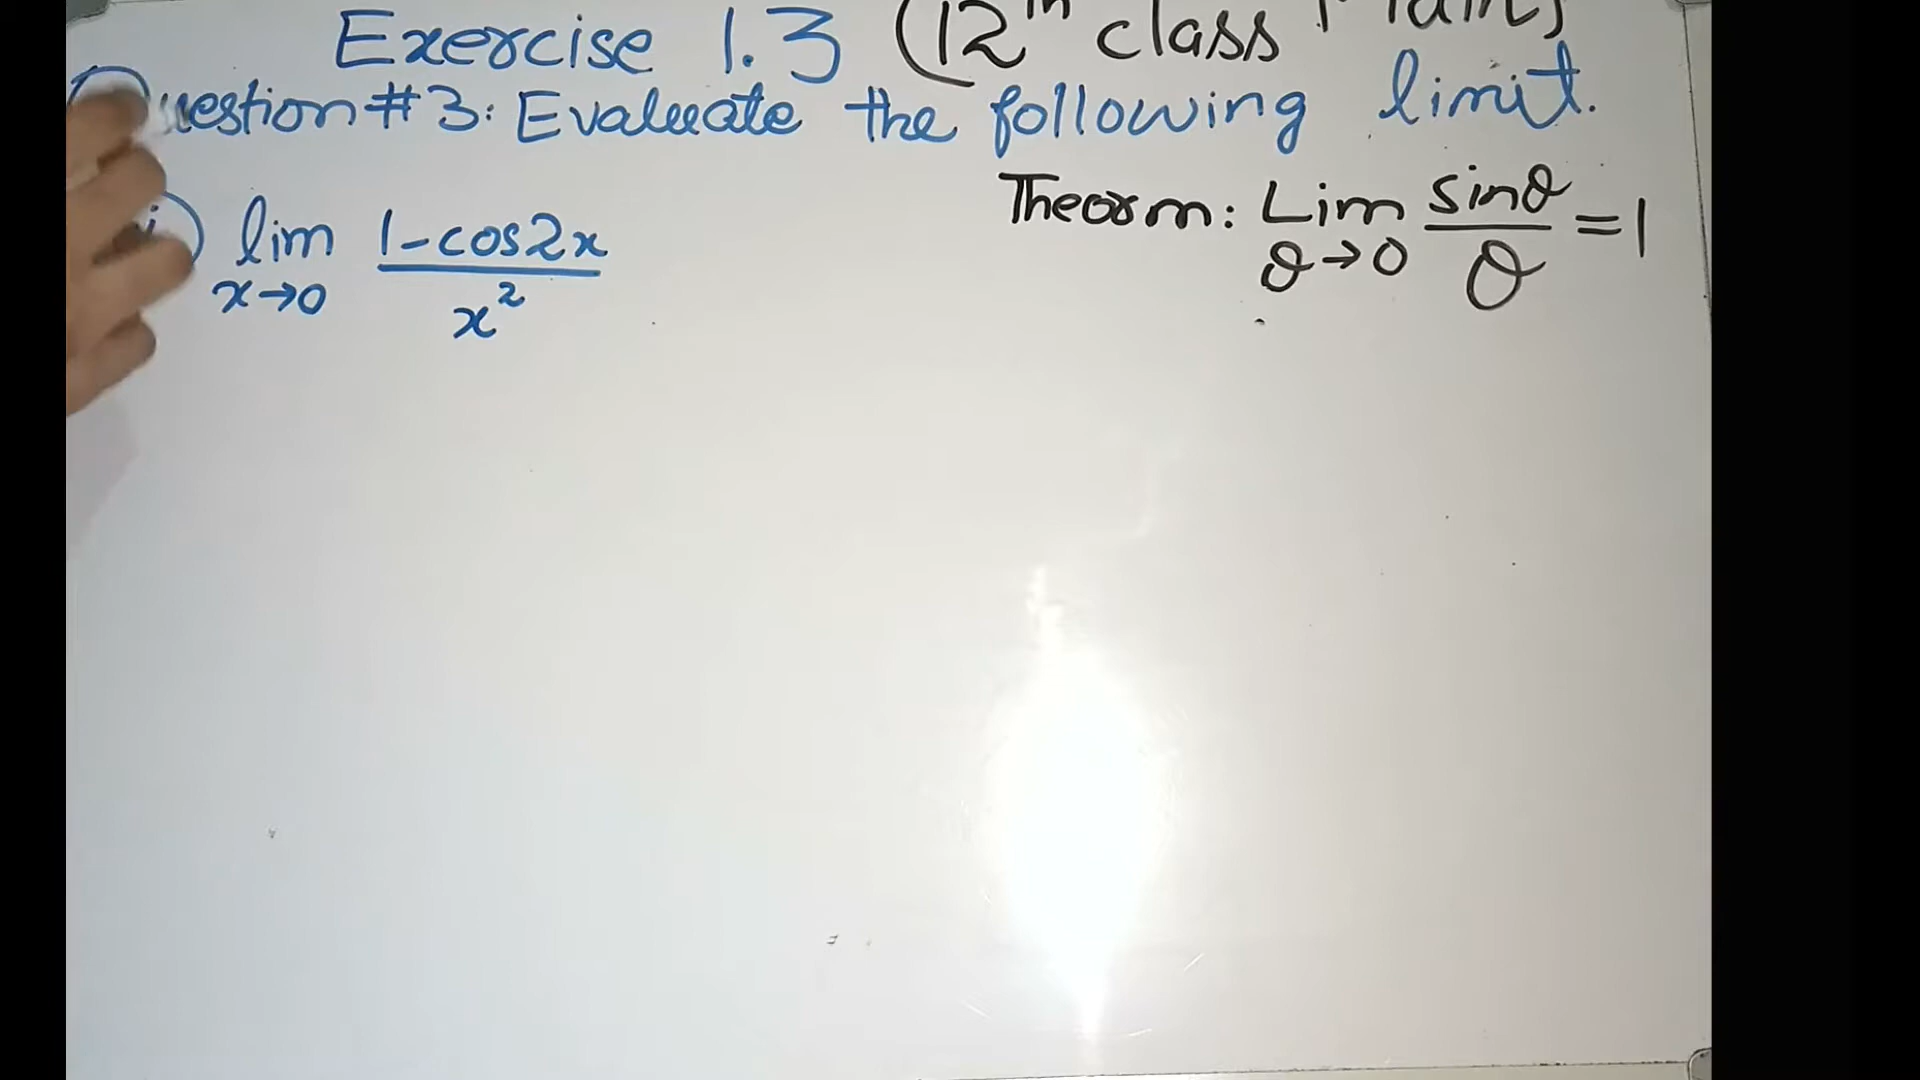 Exercise 1.3 (12th class
uestion #3: Evaluate the following limit.
Theorm: Lim θ→0 sinθ/θ = 1
lim x→0 1-cos2x/x²